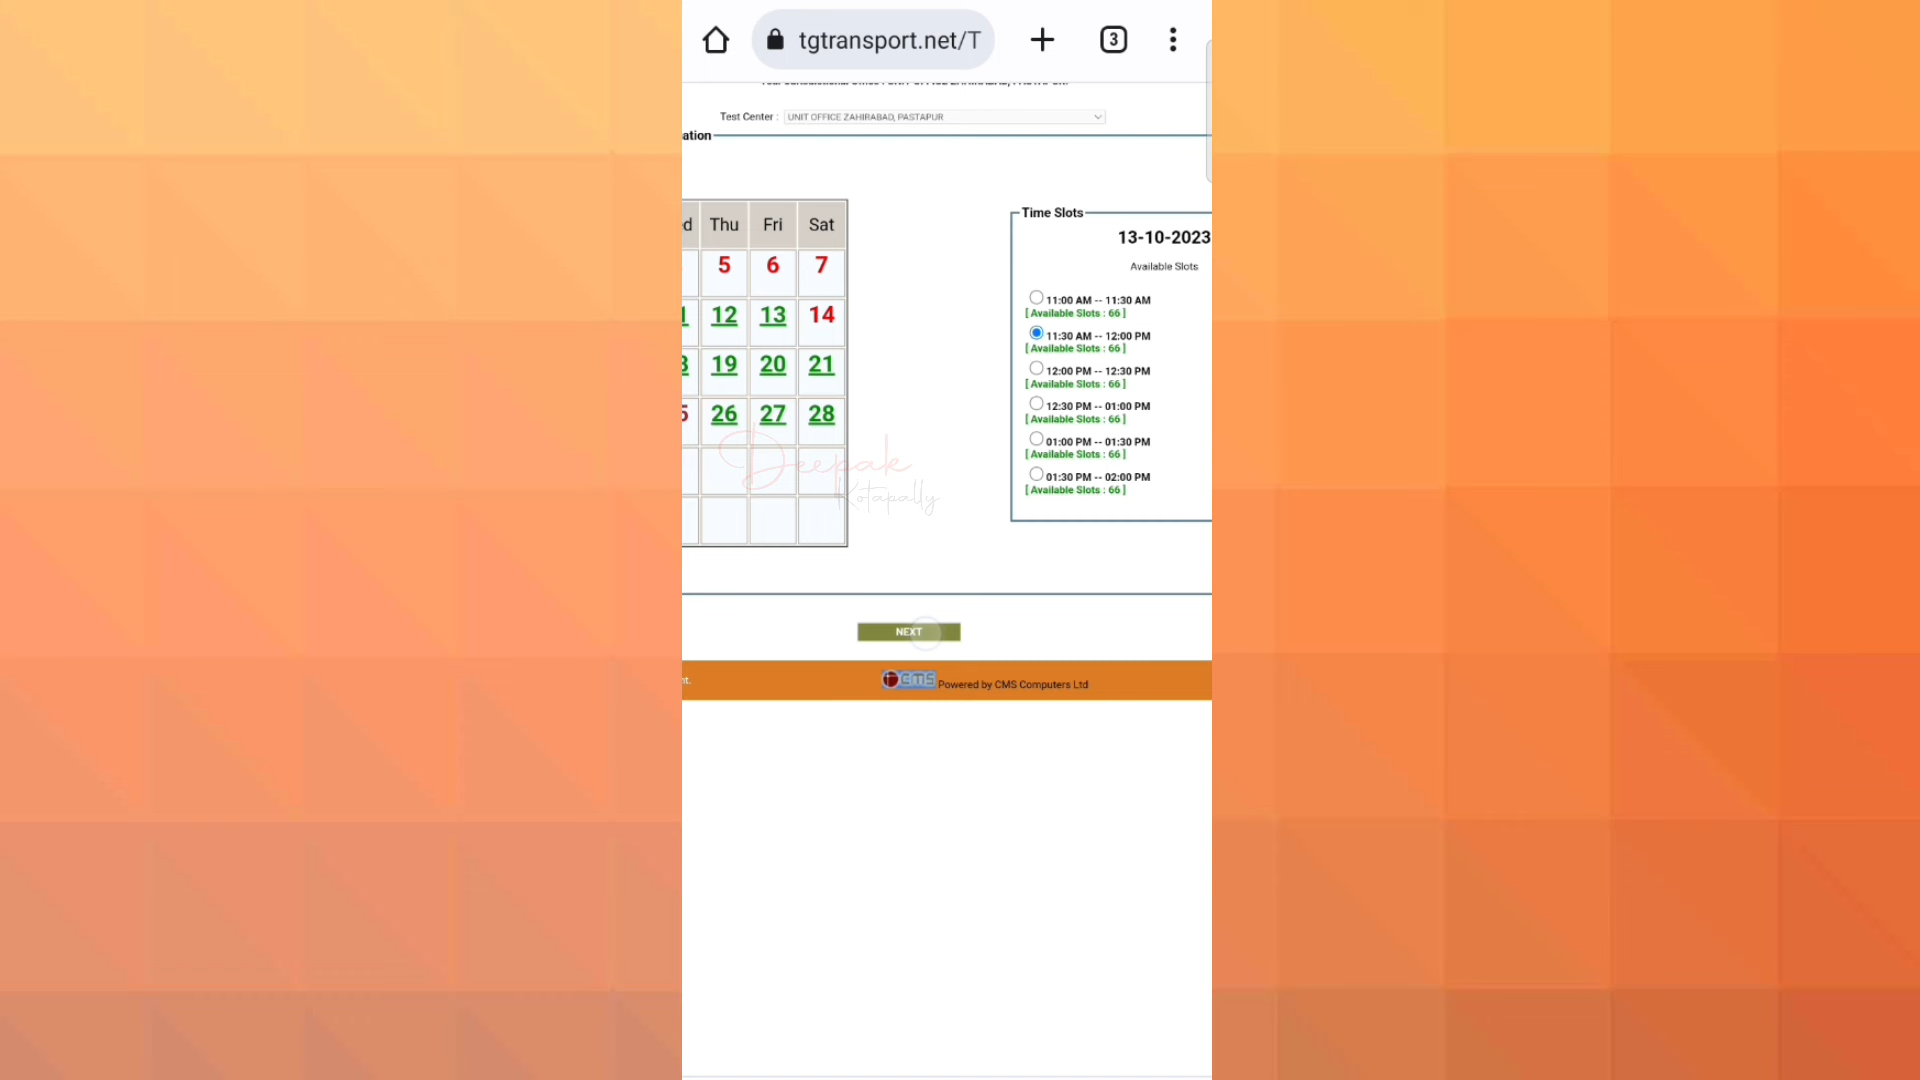 tgtransport.net/T
3
Test Center : UNIT OFFICE ZAHIRABAD, PASTAPUR
ation
d Thu Fri Sat
5 6 7
12 13 14
19 20 21
5 26 27 28
Time Slots
13-10-2023
Available Slots
11:00 AM -- 11:30 AM
[ Available Slots : 66 ]
11:30 AM -- 12:00 PM
[ Available Slots : 66 ]
12:00 PM -- 12:30 PM
[ Available Slots : 66 ]
12:30 PM -- 01:00 PM
[ Available Slots : 66 ]
01:00 PM -- 01:30 PM
[ Available Slots : 66 ]
01:30 PM -- 02:00 PM
[ Available Slots : 66 ]
Deepak
Kotapally
NEXT
nt.
CMS Powered by CMS Computers Ltd